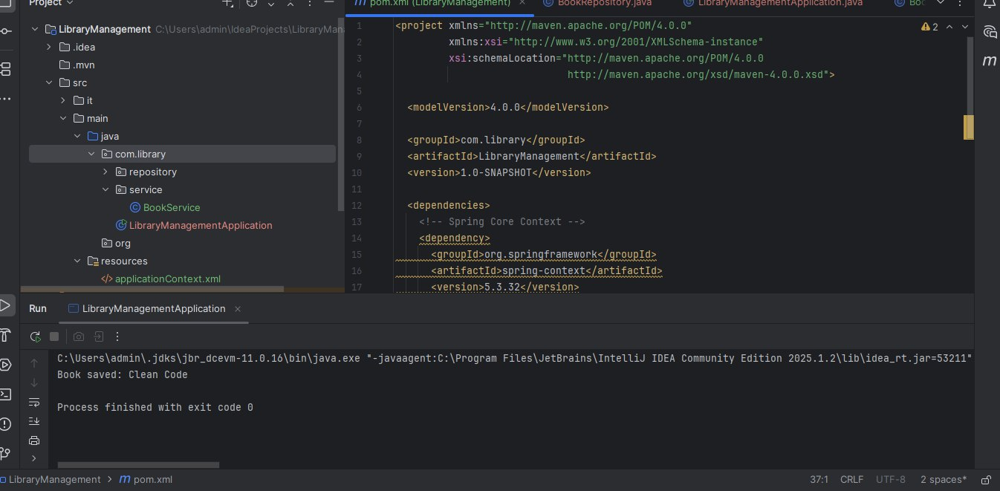 Project
pom.xml (LibraryManagement)
BookRepository.java
LibraryManagementApplication.java
LibraryManagement C:\Users\admin\IdeaProjects\LibraryMan
.idea
.mvn
src
it
main
java
com.library
repository
service
BookService
LibraryManagementApplication
org
resources
applicationContext.xml
2
1 <project xmlns="http://maven.apache.org/POM/4.0.0"
2 xmlns:xsi="http://www.w3.org/2001/XMLSchema-instance"
3 xsi:schemaLocation="http://maven.apache.org/POM/4.0.0
4 http://maven.apache.org/xsd/maven-4.0.0.xsd">
5
6 <modelVersion>4.0.0</modelVersion>
7
8 <groupId>com.library</groupId>
9 <artifactId>LibraryManagement</artifactId>
10 <version>1.0-SNAPSHOT</version>
11
12 <dependencies>
13 <!-- Spring Core Context -->
14 <dependency>
15 <groupId>org.springframework</groupId>
16 <artifactId>spring-context</artifactId>
17 <version>5.3.32</version>
Run LibraryManagementApplication
C:\Users\admin\.jdks\jbr_dcevm-11.0.16\bin\java.exe "-javaagent:C:\Program Files\JetBrains\IntelliJ IDEA Community Edition 2025.1.2\lib\idea_rt.jar=53211"
Book saved: Clean Code
Process finished with exit code 0
LibraryManagement > pom.xml
37:1 CRLF UTF-8 2 spaces*